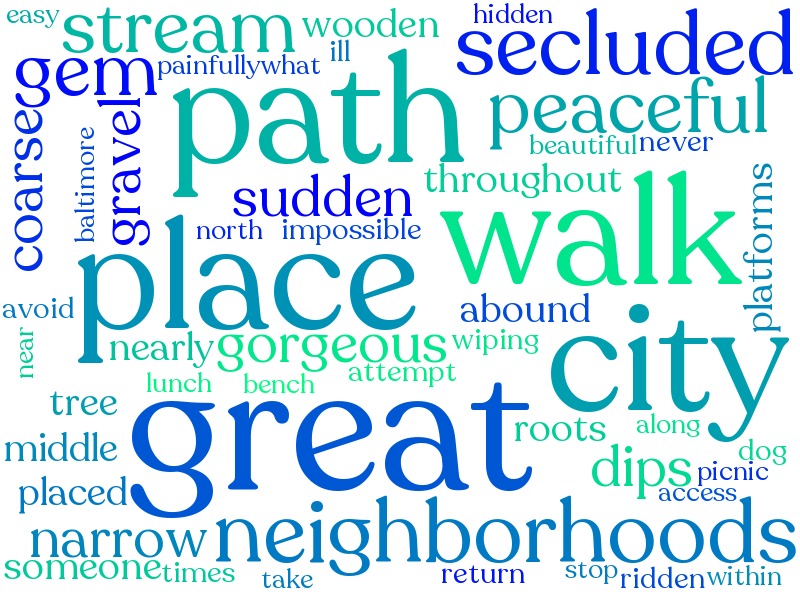 easy
stream
wooden
hidden
secluded
gem
painfullywhat
ill
path
peaceful
coarse
baltimore
gravel
beautiful
never
sudden
throughout
walk
north
impossible
platforms
place
avoid
abound
city
near
nearly
gorgeous
wiping
lunch
bench
attempt
tree
great
roots
along
middle
dips
dog
picnic
placed
access
narrow
neighborhoods
someone
times
take
return
stop
ridden
within